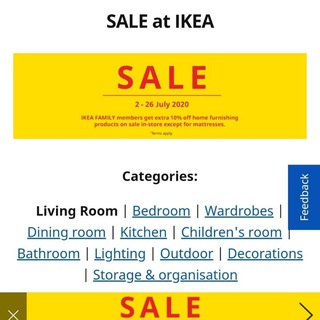 SALE at IKEA
SALE
2 - 26 July 2020
IKEA FAMILY members get extra 10% off home furnishing
products on sale in-store except for mattresses.
*Terms apply
Categories:
Feedback
Living Room | Bedroom | Wardrobes |
Dining room | Kitchen | Children's room |
Bathroom | Lighting | Outdoor | Decorations
| Storage & organisation
SALE